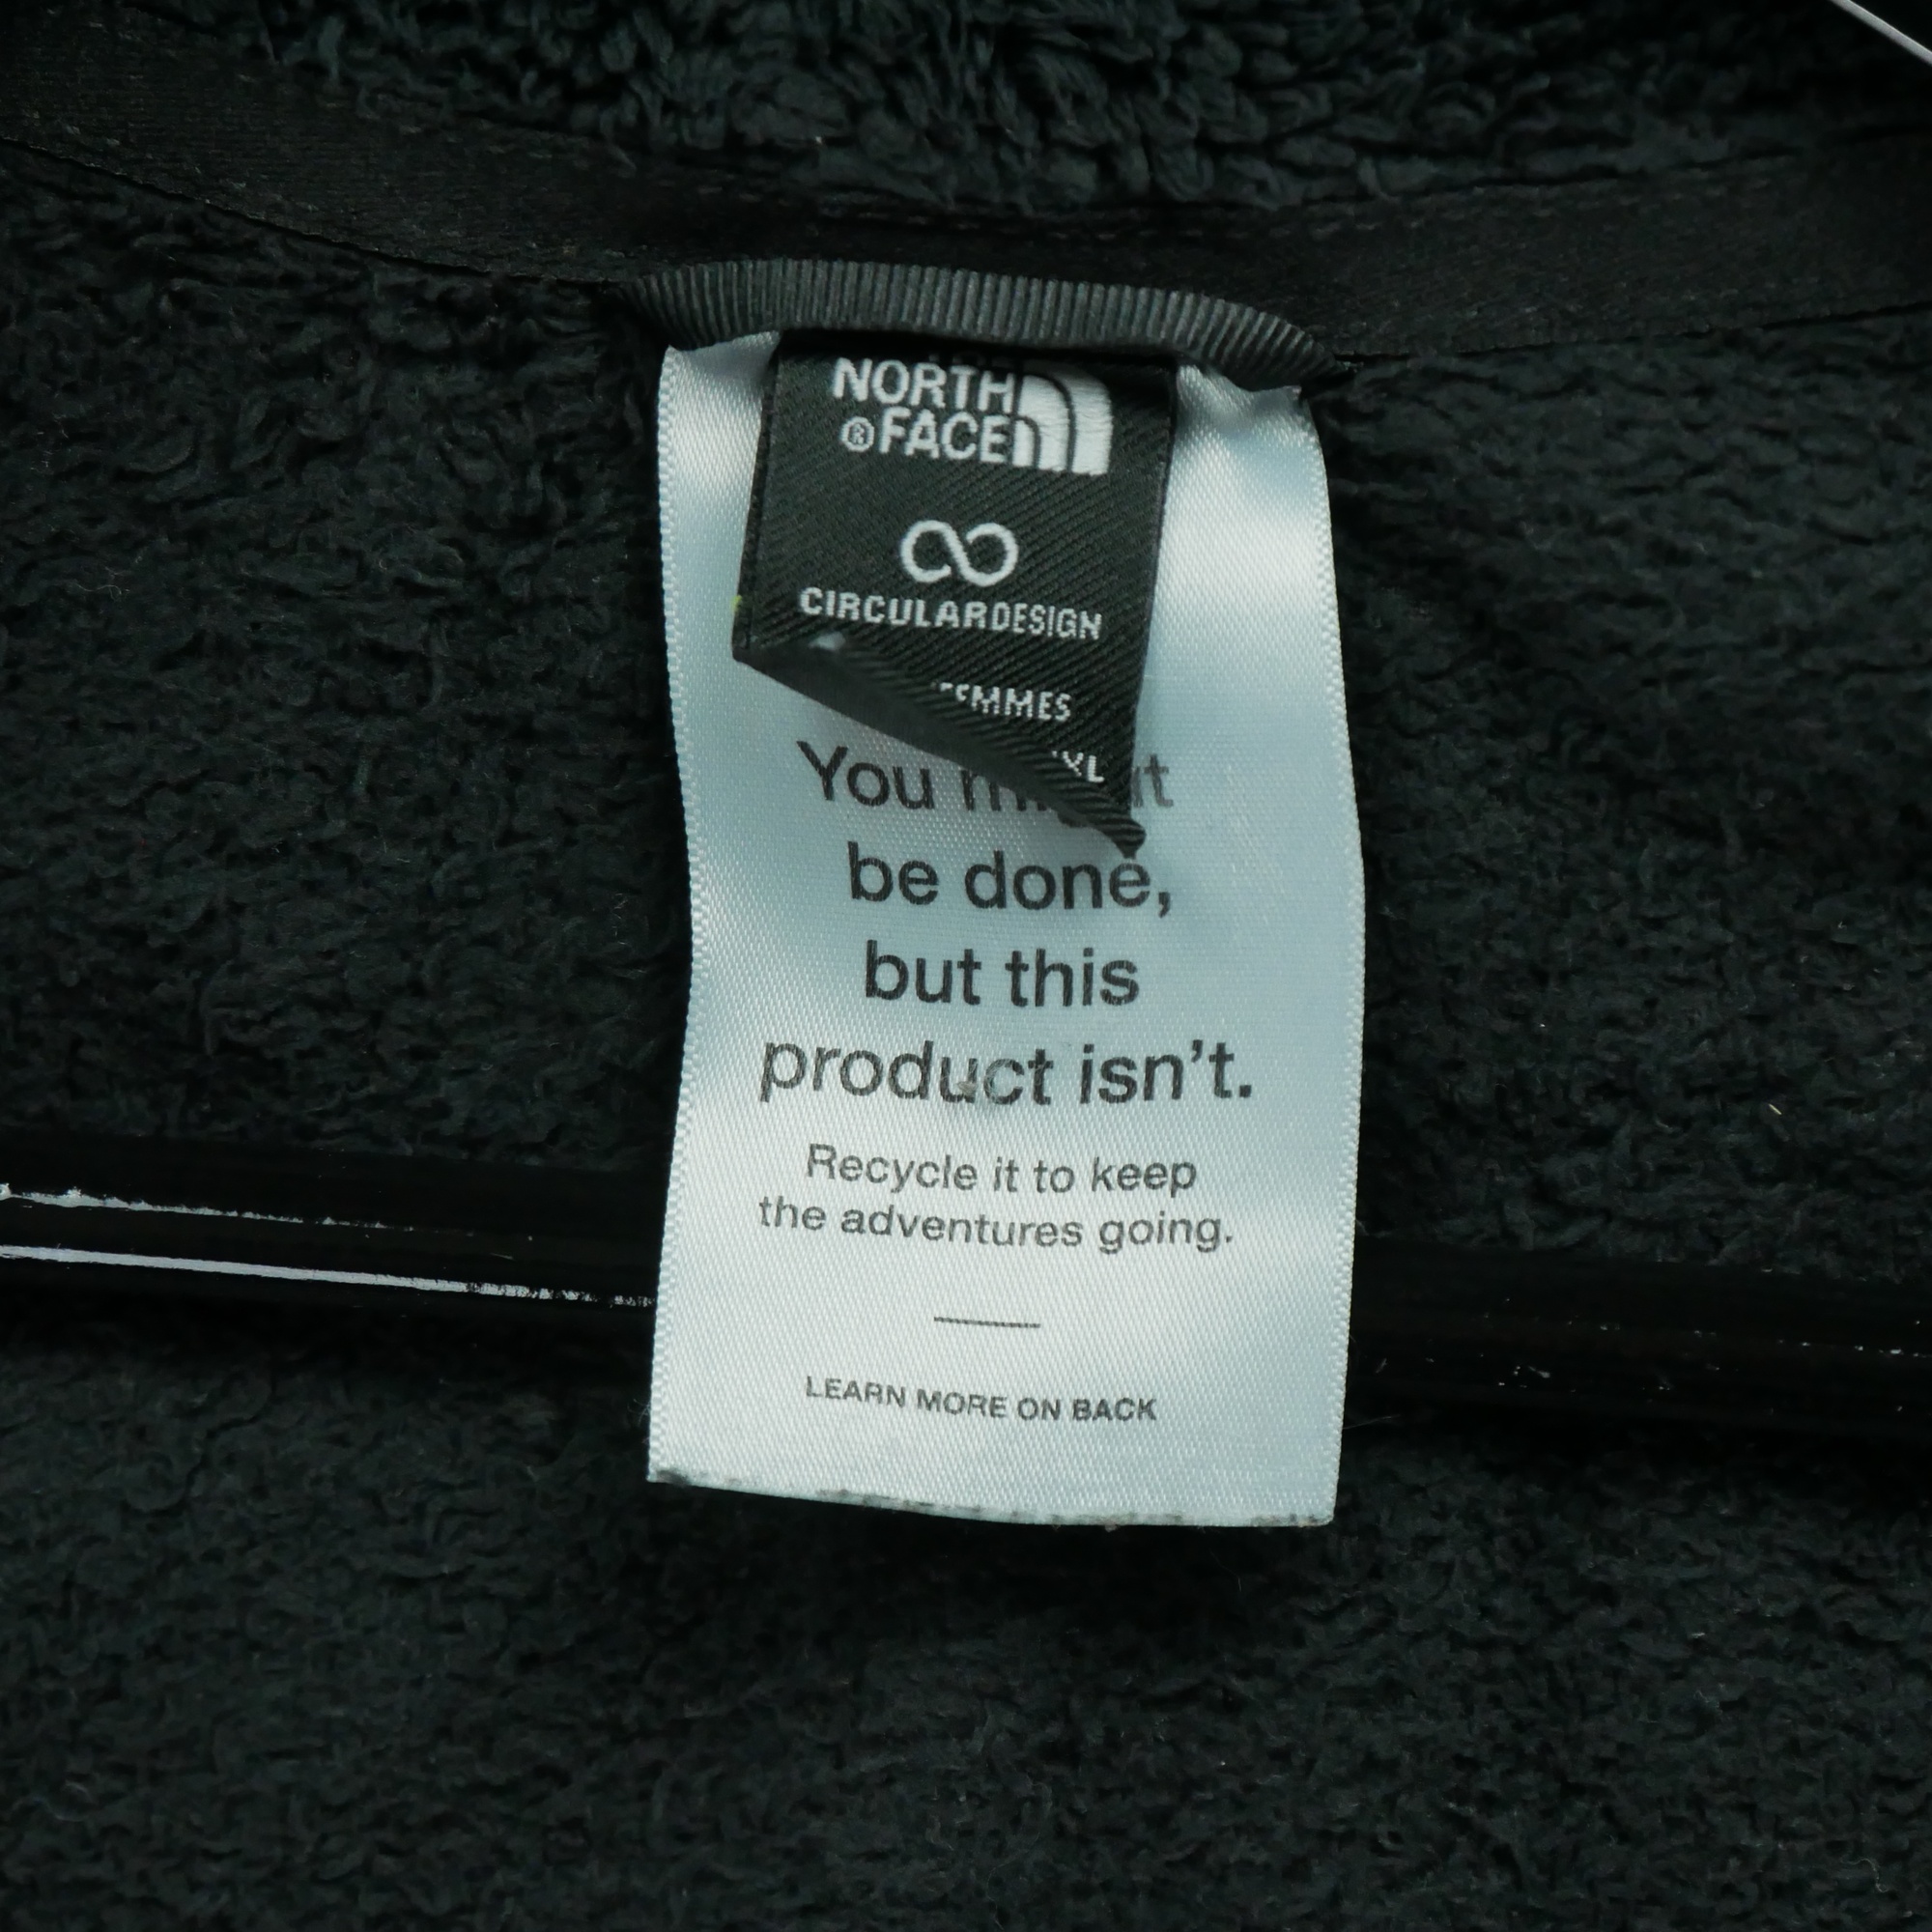 NORTH
®FACE
CIRCULARDESIGN
You
be done,
but this
product isn't.
Recycle it to keep
the adventures going.
LEARN MORE ON BACK